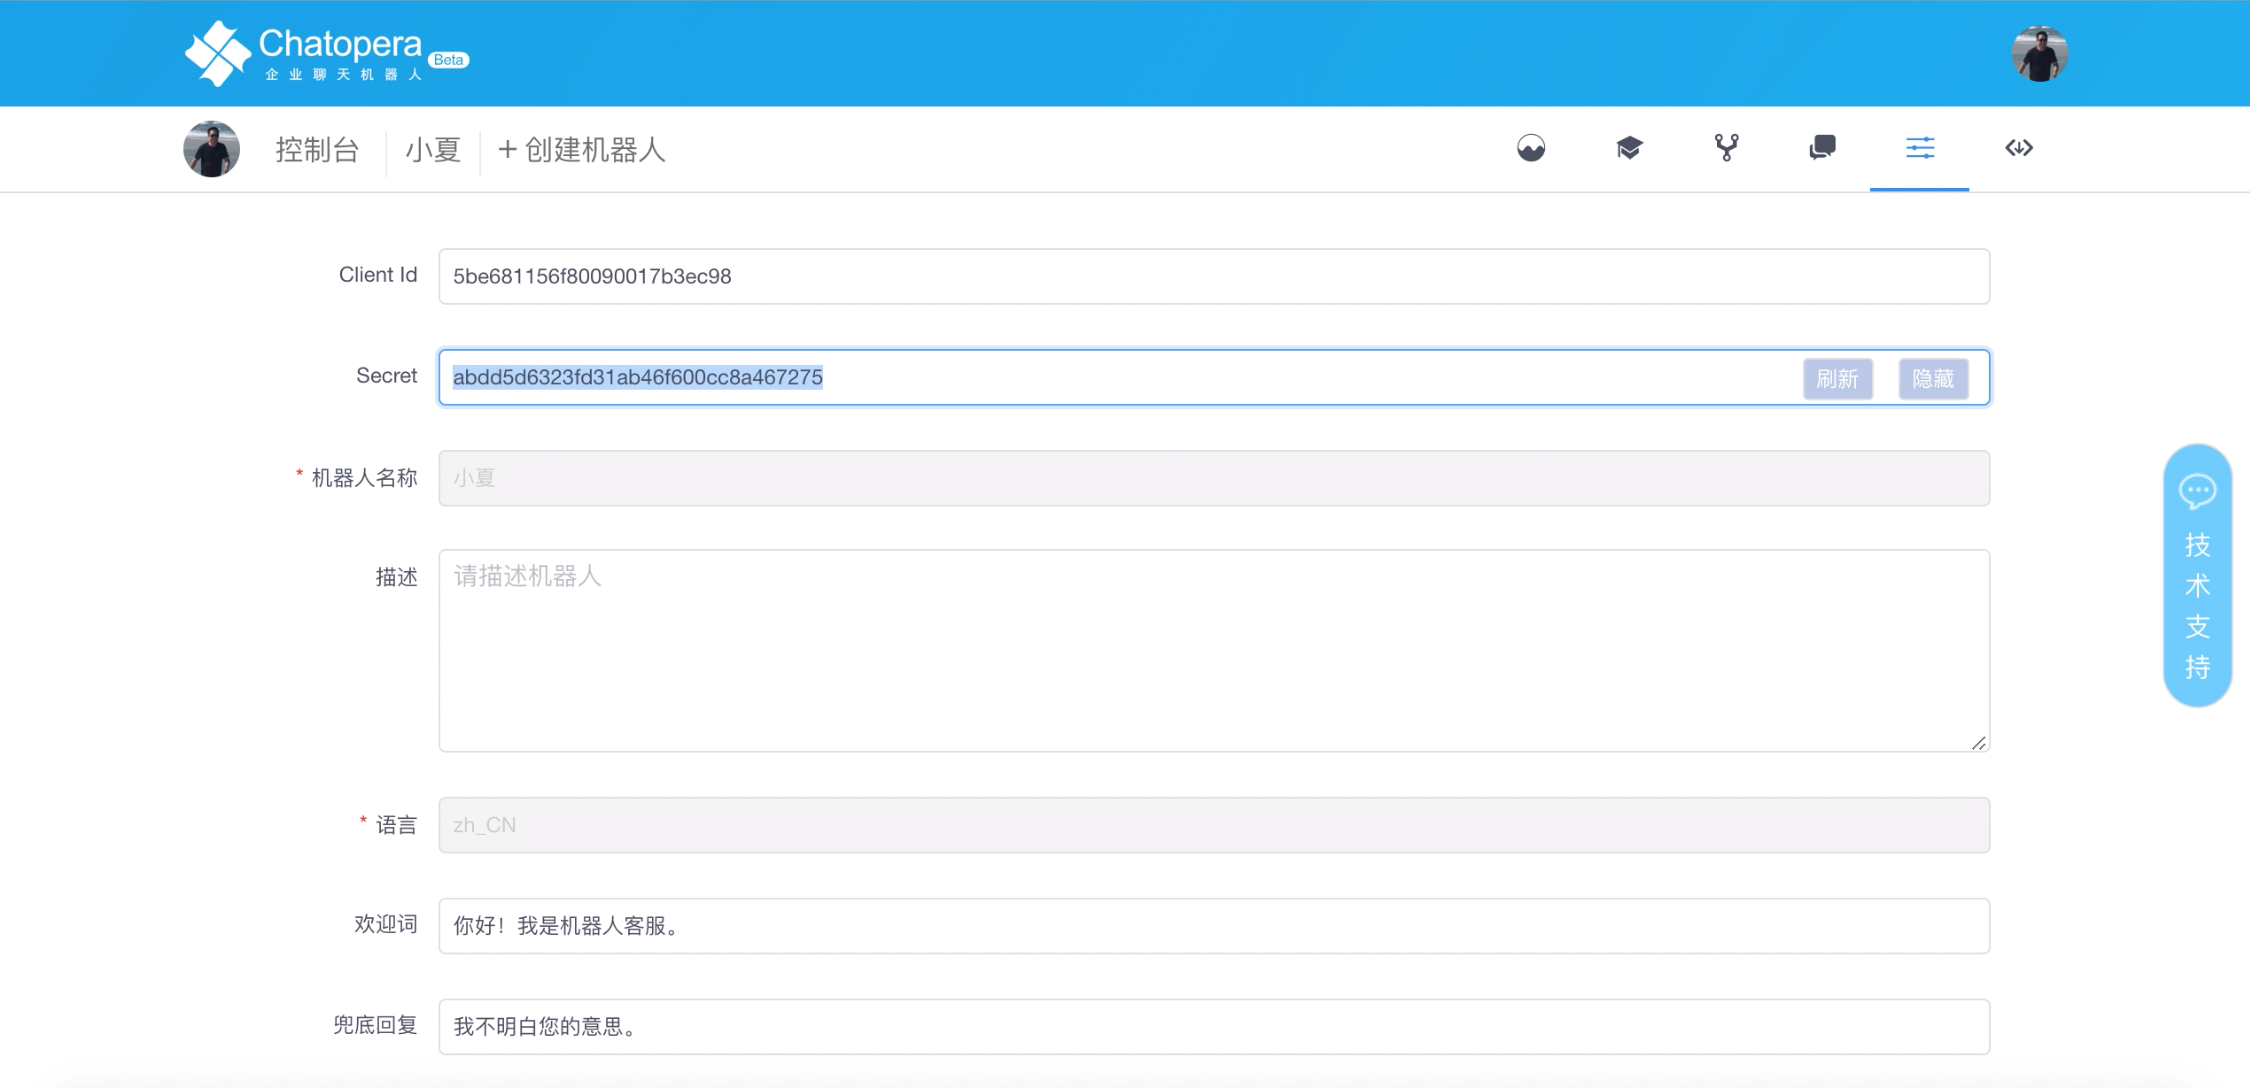 Chatopera Beta
企业聊天机器人
控制台 小夏 + 创建机器人
Client Id 5be681156f80090017b3ec98
Secret abdd5d6323fd31ab46f600cc8a467275 刷新 隐藏
* 机器人名称 小夏
描述 请描述机器人
技术支持
* 语言 zh_CN
欢迎词 你好！我是机器人客服。
兜底回复 我不明白您的意思。